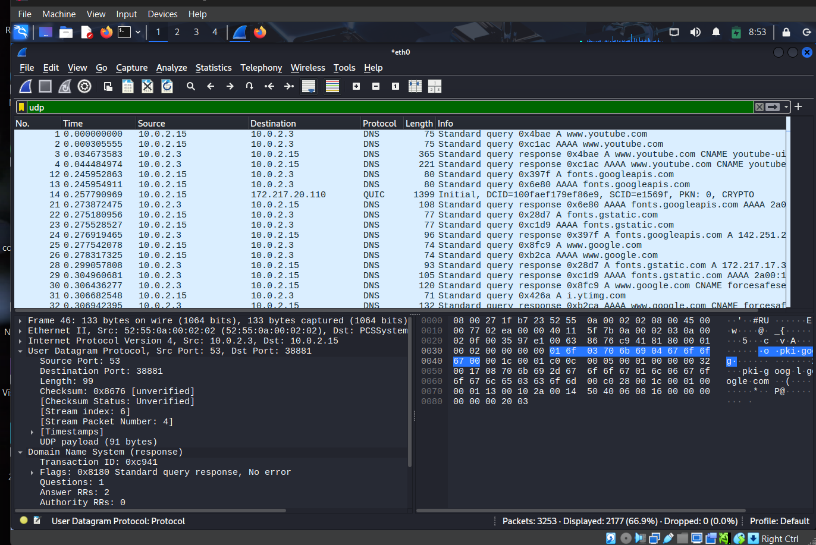 File Machine View Input Devices Help
1 2 3 4 8:53
*eth0
File Edit View Go Capture Analyze Statistics Telephony Wireless Tools Help
udp
No. Time Source Destination Protocol Length Info
1 0.000000000 10.0.2.15 10.0.2.3 DNS 75 Standard query 0x4bae A www.youtube.com
2 0.000305555 10.0.2.15 10.0.2.3 DNS 75 Standard query 0xc1ac AAAA www.youtube.com
3 0.034673583 10.0.2.3 10.0.2.15 DNS 365 Standard query response 0x4bae A www.youtube.com CNAME youtube-ui
4 0.044484974 10.0.2.3 10.0.2.15 DNS 221 Standard query response 0xc1ac AAAA www.youtube.com CNAME youtube
12 0.245952863 10.0.2.15 10.0.2.3 DNS 80 Standard query 0x397f A fonts.googleapis.com
13 0.245954911 10.0.2.15 10.0.2.3 DNS 80 Standard query 0x6e80 AAAA fonts.googleapis.com
14 0.257790969 10.0.2.15 172.217.20.110 QUIC 1399 Initial, DCID=100faef179ef86e9, SCID=e1569f, PKN: 0, CRYPTO
21 0.273872475 10.0.2.3 10.0.2.15 DNS 108 Standard query response 0x6e80 AAAA fonts.googleapis.com AAAA 2a0
22 0.275180956 10.0.2.15 10.0.2.3 DNS 77 Standard query 0x28d7 A fonts.gstatic.com
23 0.275528527 10.0.2.15 10.0.2.3 DNS 77 Standard query 0xc1d9 AAAA fonts.gstatic.com
24 0.276919465 10.0.2.3 10.0.2.15 DNS 96 Standard query response 0x397f A fonts.googleapis.com A 142.251.2
25 0.277542078 10.0.2.15 10.0.2.3 DNS 74 Standard query 0x8fc9 A www.google.com
26 0.278317325 10.0.2.15 10.0.2.3 DNS 74 Standard query 0xb2ca AAAA www.google.com
28 0.299057808 10.0.2.3 10.0.2.15 DNS 93 Standard query response 0x28d7 A fonts.gstatic.com A 172.217.17.3
29 0.304960681 10.0.2.3 10.0.2.15 DNS 105 Standard query response 0xc1d9 AAAA fonts.gstatic.com AAAA 2a00:1
30 0.306436277 10.0.2.3 10.0.2.15 DNS 120 Standard query response 0x8fc9 A www.google.com CNAME forcesafese
31 0.306682548 10.0.2.15 10.0.2.3 DNS 71 Standard query 0x426a A i.ytimg.com
32 0.306942395 10.0.2.3 10.0.2.15 DNS 132 Standard query response 0xb2ca AAAA www.google.com CNAME forcesaf
Frame 46: 133 bytes on wire (1064 bits), 133 bytes captured (1064 bits)
Ethernet II, Src: 52:55:0a:00:02:02 (52:55:0a:00:02:02), Dst: PCSSystem
Internet Protocol Version 4, Src: 10.0.2.3, Dst: 10.0.2.15
User Datagram Protocol, Src Port: 53, Dst Port: 38881
Source Port: 53
Destination Port: 38881
Length: 99
Checksum: 0x8676 [unverified]
[Checksum Status: Unverified]
[Stream index: 6]
[Stream Packet Number: 4]
[Timestamps]
UDP payload (91 bytes)
Domain Name System (response)
Transaction ID: 0xc941
Flags: 0x8180 Standard query response, No error
Questions: 1
Answer RRs: 2
Authority RRs: 0
0000 08 00 27 1f b7 23 52 55 0a 00 02 02 08 00 45 00
0010 00 77 02 ea 00 00 40 11 5f 7b 0a 00 02 03 0a 00
0020 02 0f 00 35 97 e1 00 63 86 76 c9 41 81 80 00 01
0030 00 02 00 00 00 00 01 6f 03 70 6b 69 04 67 6f 6f
0040 67 00 00 1c 00 01 c0 0c 00 05 00 01 00 00 00 32
0050 00 17 08 70 6b 69 2d 67 6f 6f 67 01 6c 06 67 6f
0060 6f 67 6c 65 03 63 6f 6d 00 c0 28 00 1c 00 01 00
0070 00 01 13 00 10 2a 00 14 50 40 06 08 16 00 00 00
0080 00 00 00 20 03
User Datagram Protocol: Protocol
Packets: 3253 · Displayed: 2177 (66.9%) · Dropped: 0 (0.0%)
Profile: Default
Right Ctrl